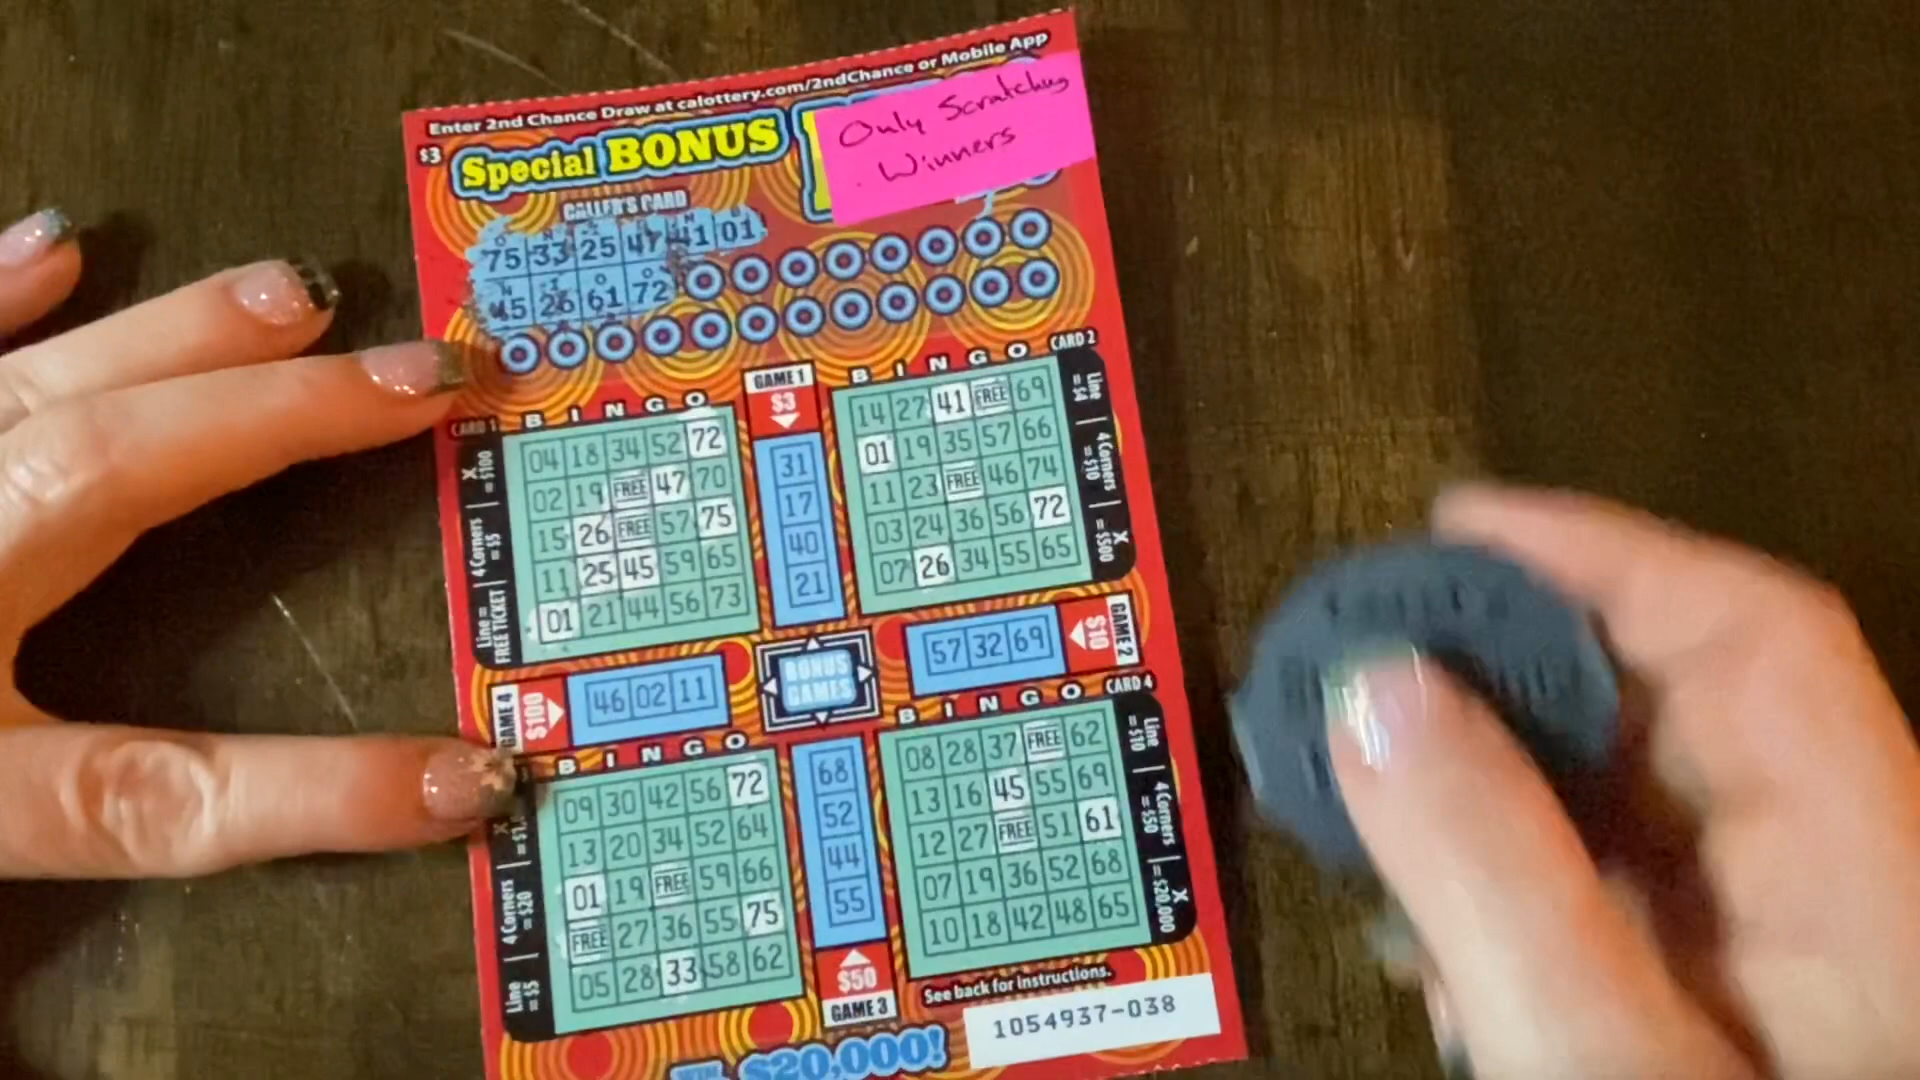 Enter 2nd Chance Draw at calottery.com/2ndChance or Mobile App
$3
Special BONUS
Only Scratching
Winners
CALLER'S CARD
75 33 25 47 41 01
45 26 61 72
CARD 1
B I N G O
04 18 34 52 72
02 19 FREE 47 70
15 26 FREE 57 75
11 25 45 59 65
01 21 44 56 73
Line = FREE TICKET | 4 Corners = $5 | X = $100
GAME 1
$3
31
17
40
21
CARD 2
B I N G O
14 27 41 FREE 69
01 19 35 57 66
11 23 FREE 46 74
03 24 36 56 72
07 26 34 55 65
Line = $4 | 4 Corners = $10 | X = $500
GAME 4
$100
46 02 11
BONUS
GAMES
57 32 69
GAME 2
$10
B I N G O
09 30 42 56 72
13 20 34 52 64
01 19 FREE 59 66
FREE 27 36 55 75
05 28 33 58 62
Line = $5 | 4 Corners = $20 | X
68
52
44
55
$50
GAME 3
CARD 4
B I N G O
08 28 37 FREE 62
13 16 45 55 69
12 27 FREE 51 61
07 19 36 52 68
10 18 42 48 65
Line = $10 | 4 Corners = $50 | X = $20,000
See back for instructions.
1054937-038
$20,000!